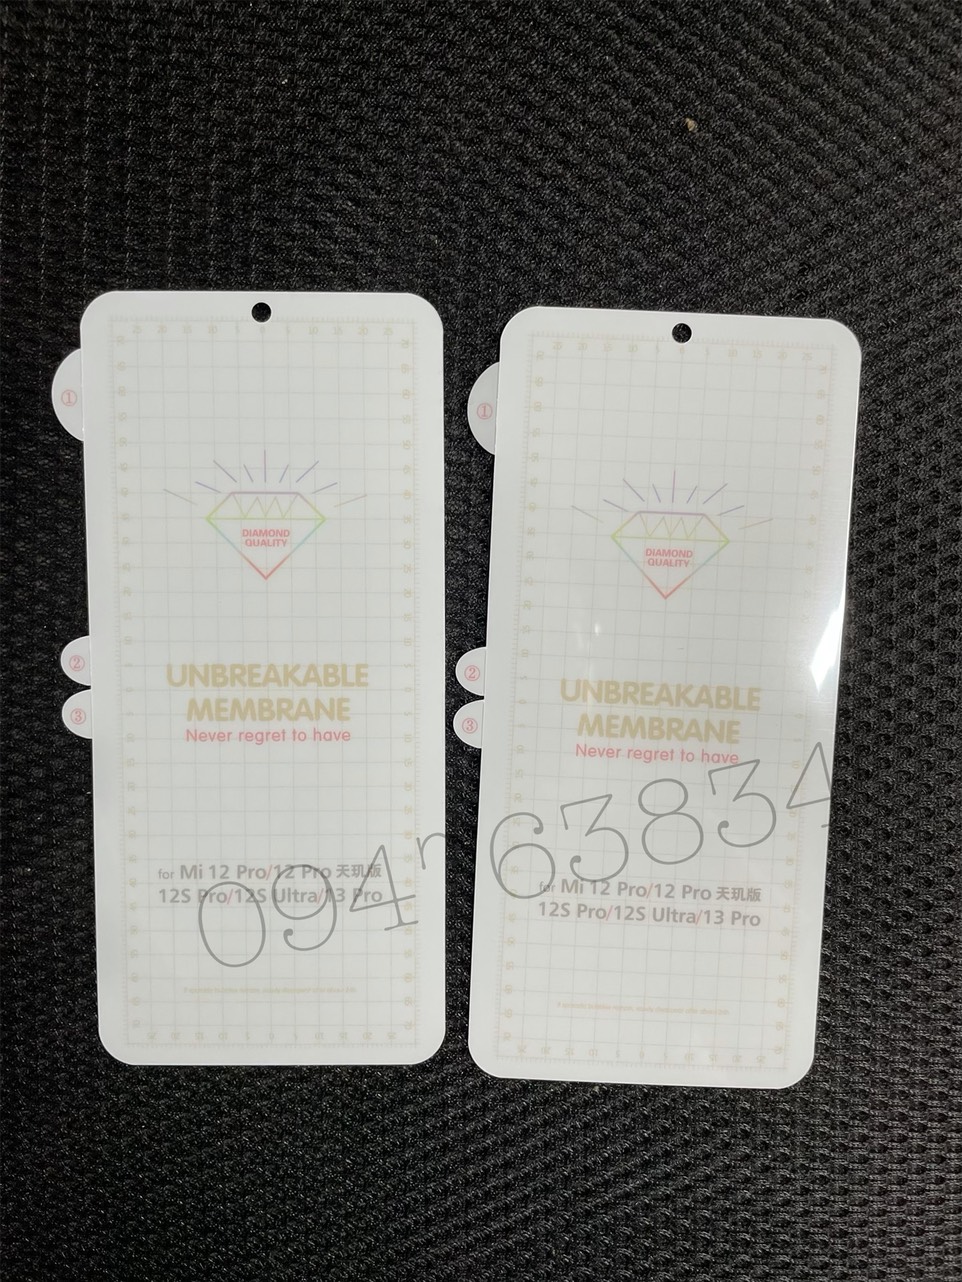 ①
DIAMOND
QUALITY
②
UNBREAKABLE
③
MEMBRANE
Never regret to have
for Mi 12 Pro/12 Pro 天玑版
12S Pro/12S Ultra/13 Pro
①
DIAMOND
QUALITY
②
UNBREAKABLE
③
MEMBRANE
Never regret to have
for Mi 12 Pro/12 Pro 天玑版
12S Pro/12S Ultra/13 Pro